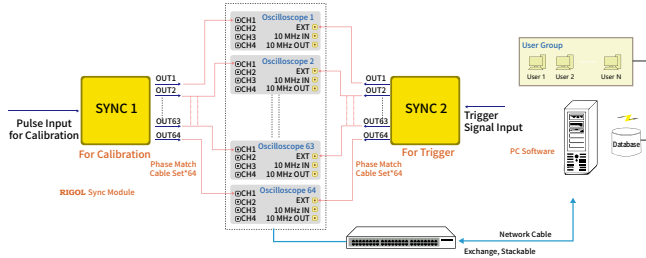 Pulse Input
for Calibration
SYNC 1
For Calibration
OUT1
OUT2
OUT63
OUT64
Phase Match
Cable Set*64
RIGOL Sync Module
Oscilloscope 1
CH1
CH2
CH3
CH4
EXT
10 MHz IN
10 MHz OUT
Oscilloscope 2
CH1
CH2
CH3
CH4
EXT
10 MHz IN
10 MHz OUT
Oscilloscope 63
CH1
CH2
CH3
CH4
EXT
10 MHz IN
10 MHz OUT
Oscilloscope 64
CH1
CH2
CH3
CH4
EXT
10 MHz IN
10 MHz OUT
OUT1
OUT2
OUT63
OUT64
Phase Match
Cable Set*64
SYNC 2
For Trigger
Trigger
Signal Input
User Group
User 1
User 2
User N
PC Software
Database
Network Cable
Exchange, Stackable